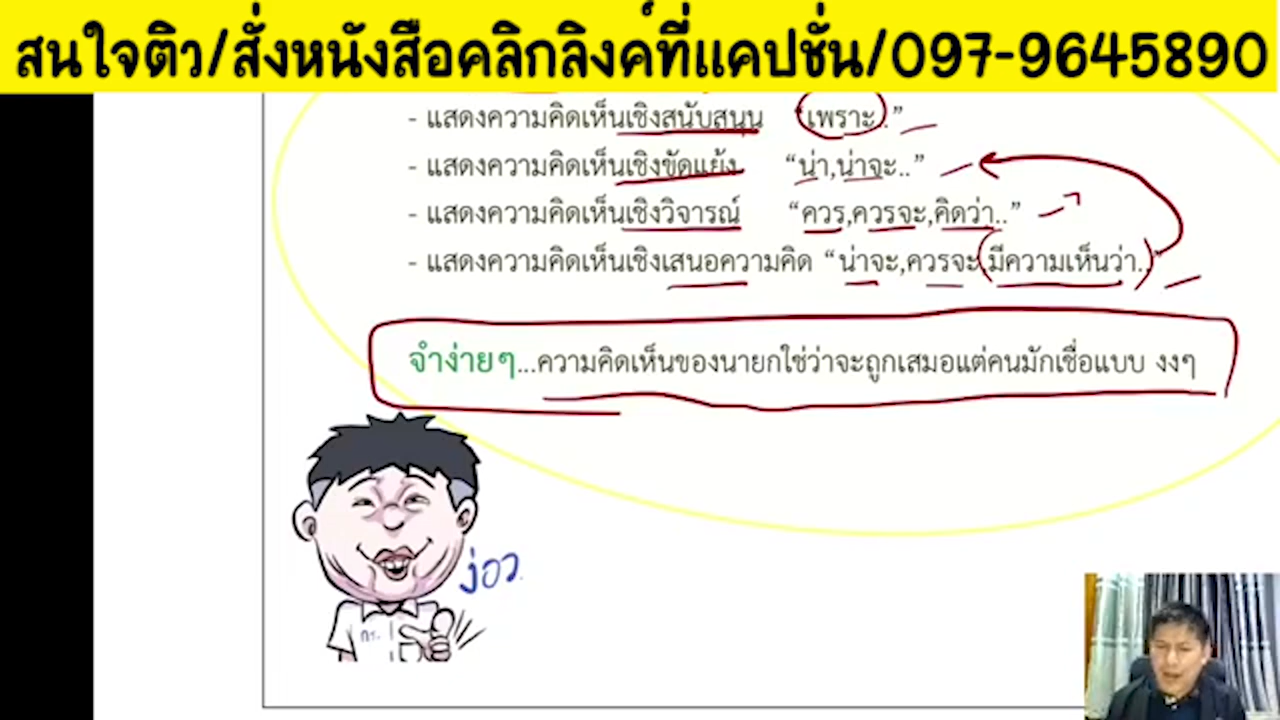 สนใจติว/สั่งหนังสือคลิกลิงค์ที่แคปชั่น/097-9645890
- แสดงความคิดเห็นเชิงสนับสนุน "เพราะ.."
- แสดงความคิดเห็นเชิงขัดแย้ง "น่า,น่าจะ.."
- แสดงความคิดเห็นเชิงวิจารณ์ "ควร,ควรจะ,คิดว่า.."
- แสดงความคิดเห็นเชิงเสนอความคิด "น่าจะ,ควรจะ,มีความเห็นว่า.."
จำง่ายๆ...ความคิดเห็นของนายกใช่ว่าจะถูกเสมอแต่คนมักเชื่อแบบ งงๆ
ง่อว.
กร.